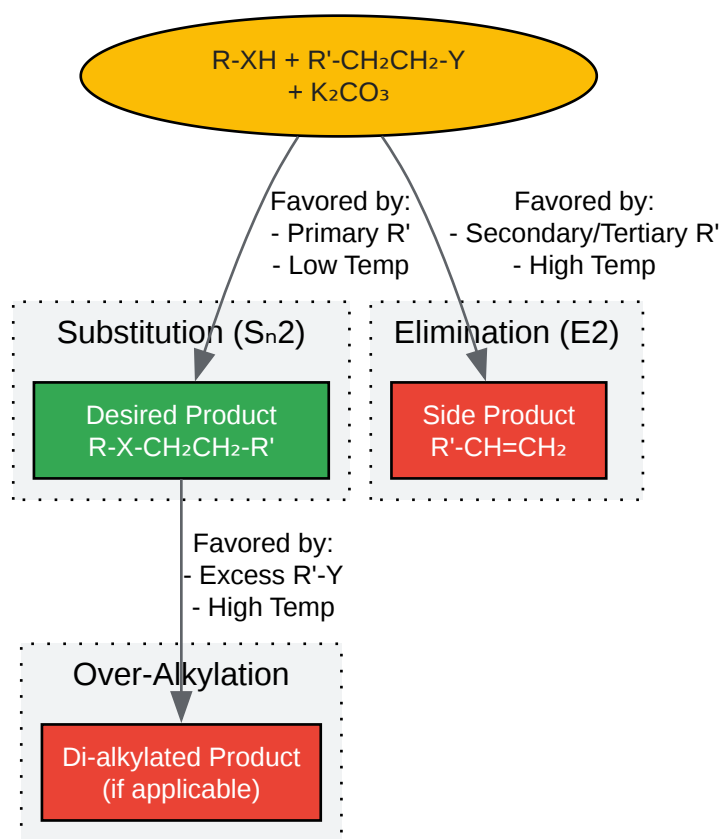 R-XH + R'-CH₂CH₂-Y
+ K₂CO₃
Favored by:
- Primary R'
- Low Temp
Favored by:
- Secondary/Tertiary R'
- High Temp
Substitution (Sₙ2)
Desired Product
R-X-CH₂CH₂-R'
Elimination (E2)
Side Product
R'-CH=CH₂
Favored by:
- Excess R'-Y
- High Temp
Over-Alkylation
Di-alkylated Product
(if applicable)